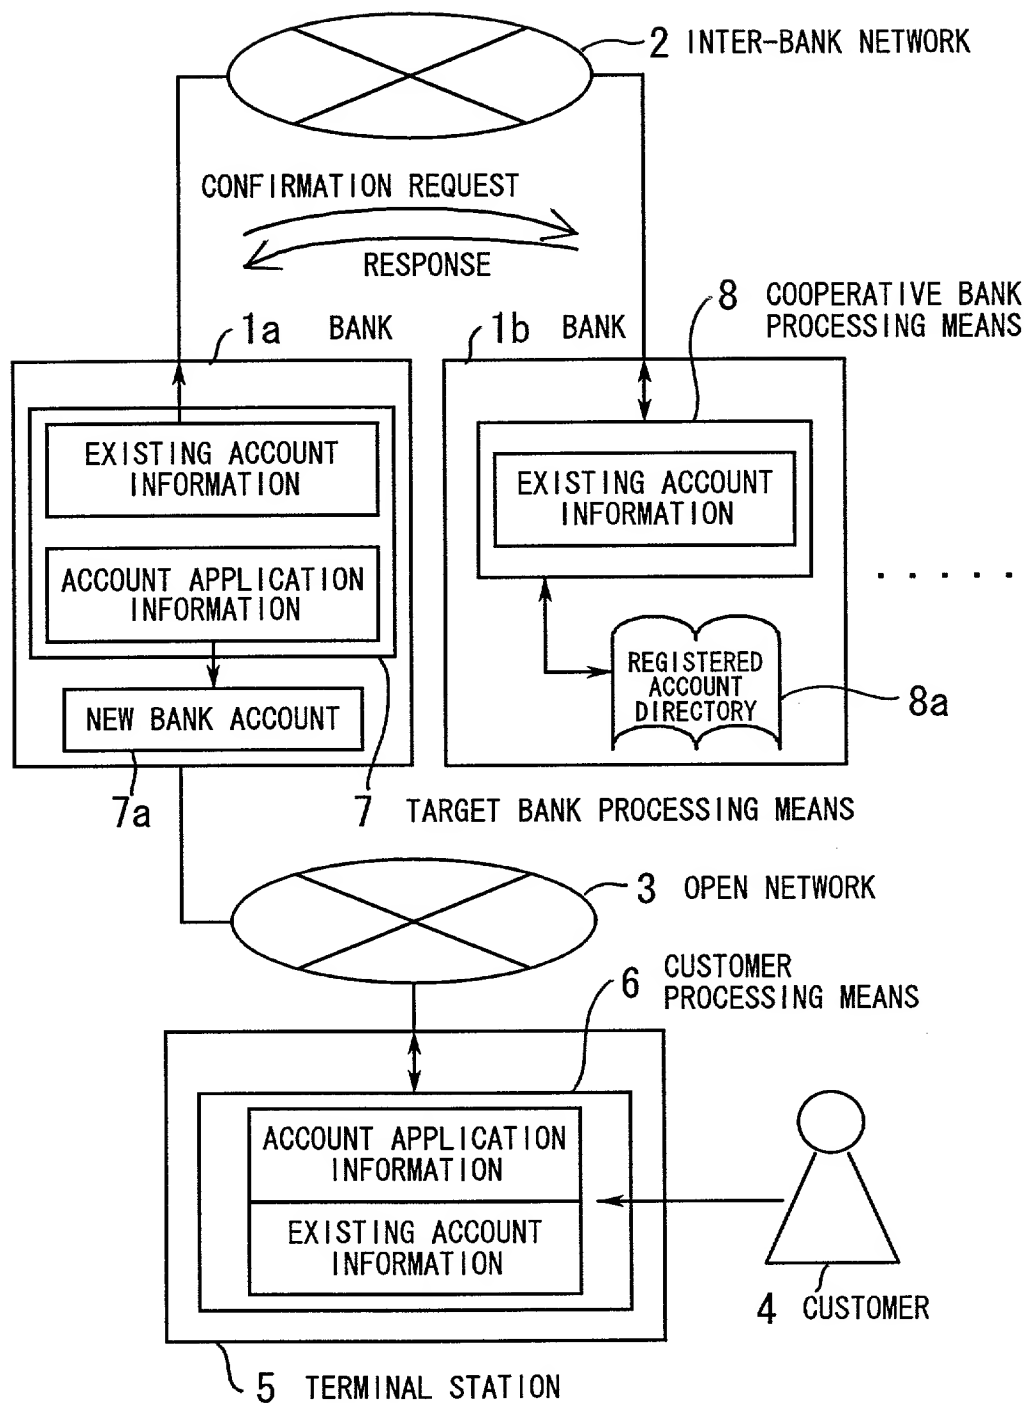 2 INTER-BANK NETWORK
CONFIRMATION REQUEST
RESPONSE
8 COOPERATIVE BANK
PROCESSING MEANS
1a BANK
1b BANK
EXISTING ACCOUNT
INFORMATION
ACCOUNT APPLICATION
INFORMATION
NEW BANK ACCOUNT
EXISTING ACCOUNT
INFORMATION
.....
REGISTERED
ACCOUNT
DIRECTORY
8a
7a
7 TARGET BANK PROCESSING MEANS
3 OPEN NETWORK
6 CUSTOMER
PROCESSING MEANS
ACCOUNT APPLICATION
INFORMATION
EXISTING ACCOUNT
INFORMATION
4 CUSTOMER
5 TERMINAL STATION